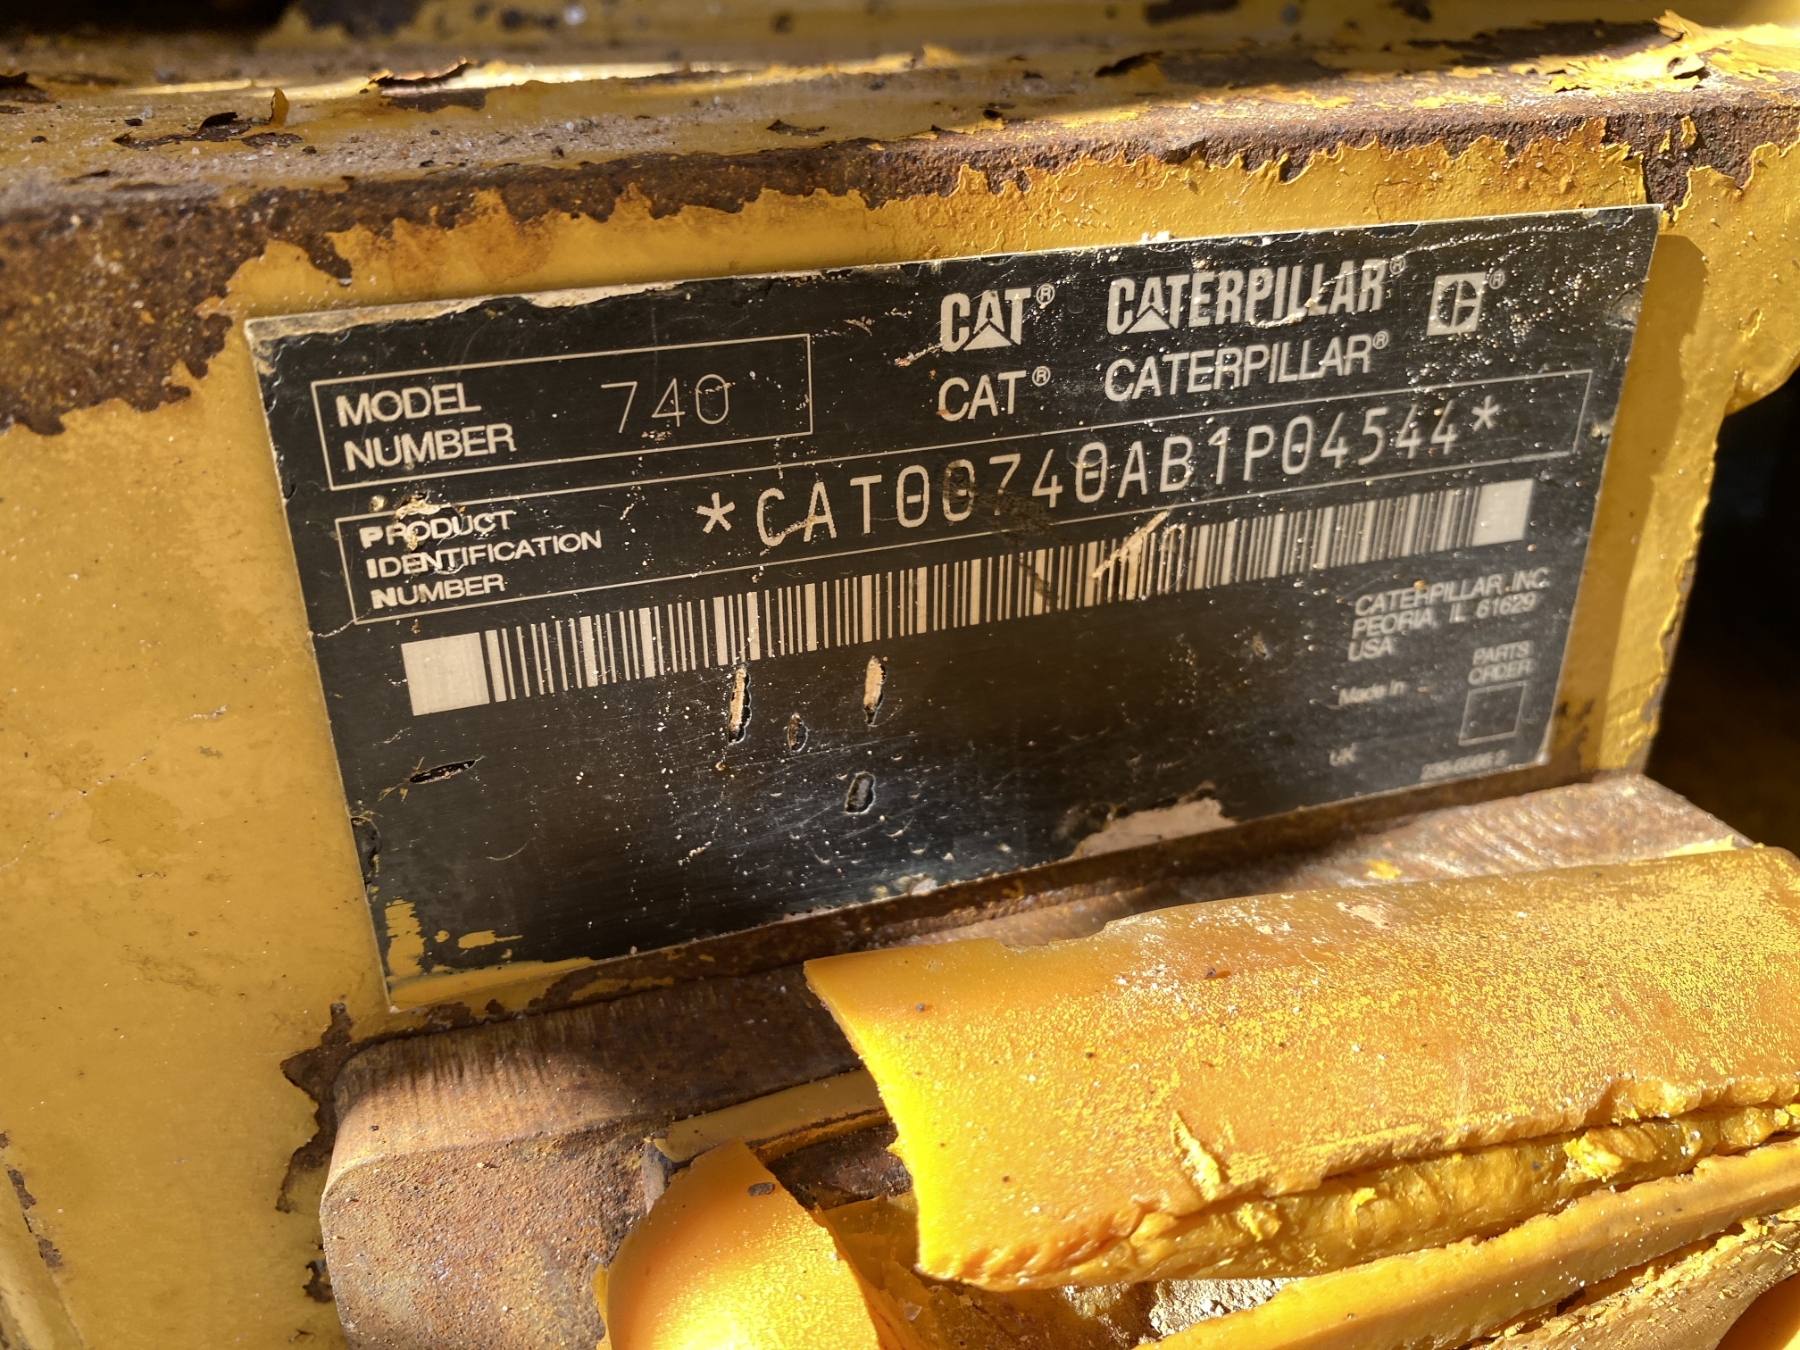 CAT® CATERPILLAR® C®
CAT® CATERPILLAR®
MODEL
NUMBER
740
PRODUCT
IDENTIFICATION
NUMBER
*CAT00740AB1P04544*
CATERPILLAR INC.
PEORIA, IL 61629
USA
Made in
UK
PARTS
ORDER